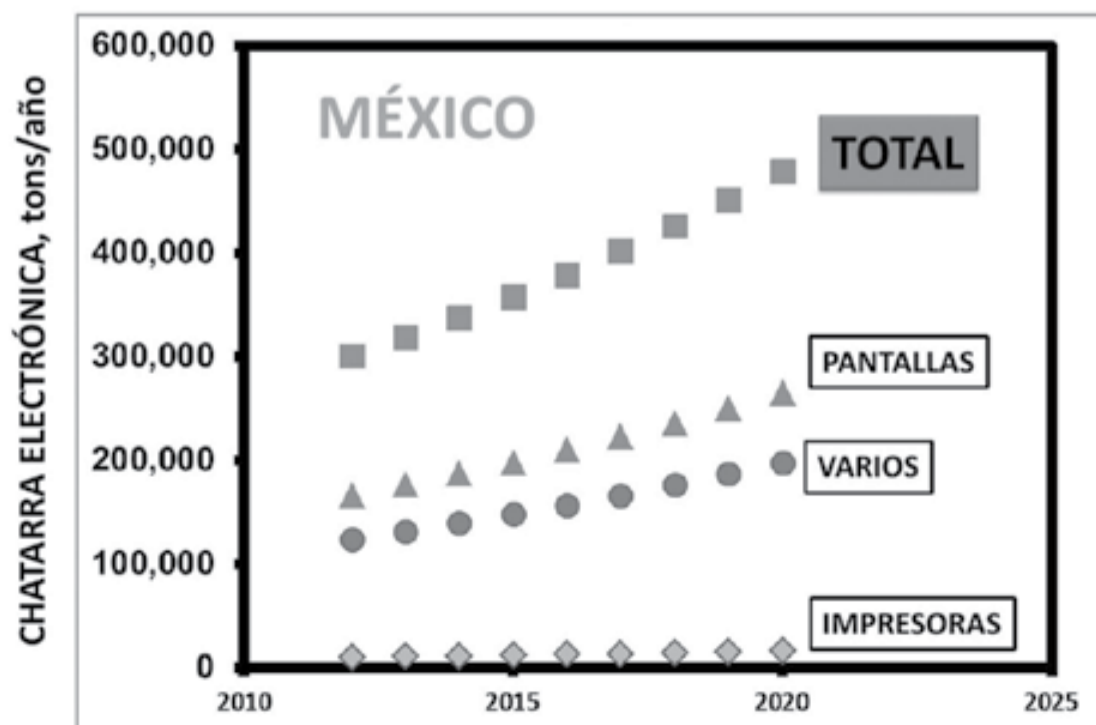 CHATARRA ELECTRÓNICA, tons/año
600,000
500,000
400,000
300,000
200,000
100,000
0
MÉXICO
TOTAL
PANTALLAS
VARIOS
IMPRESORAS
2010
2015
2020
2025